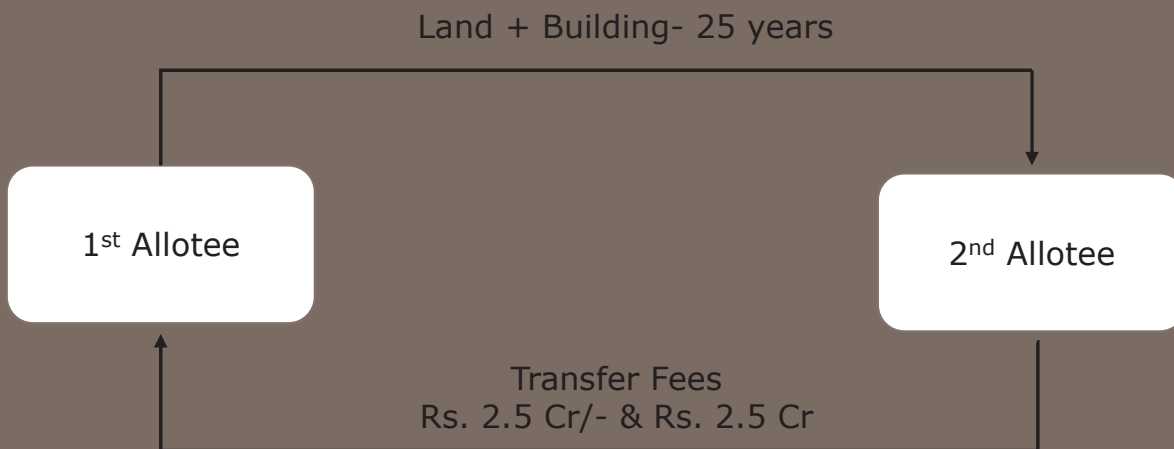 Land + Building- 25 years
1st Allotee
2nd Allotee
Transfer Fees
Rs. 2.5 Cr/- & Rs. 2.5 Cr